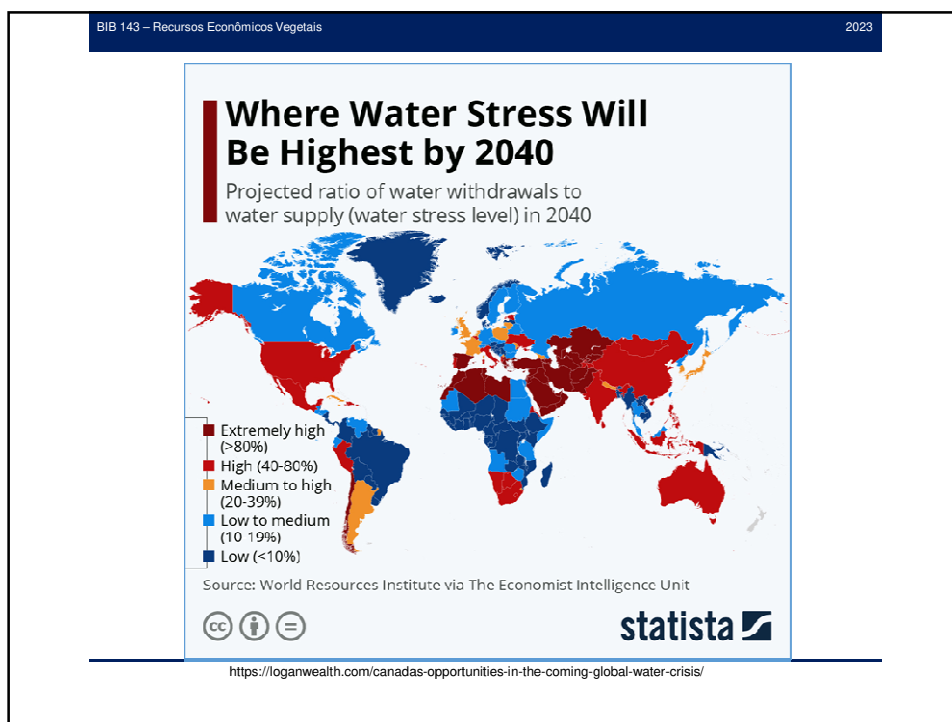 BIB 143 – Recursos Econômicos Vegetais
2023
Where Water Stress Will
Be Highest by 2040
Projected ratio of water withdrawals to
water supply (water stress level) in 2040
Extremely high
(>80%)
High (40-80%)
Medium to high
(20-39%)
Low to medium
(10-19%)
Low (<10%)
Source: World Resources Institute via The Economist Intelligence Unit
cc
statista
https://loganwealth.com/canadas-opportunities-in-the-coming-global-water-crisis/